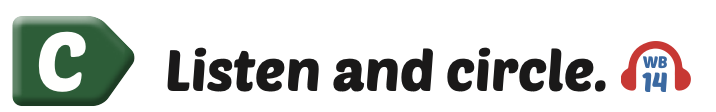 C Listen and circle. WB
14